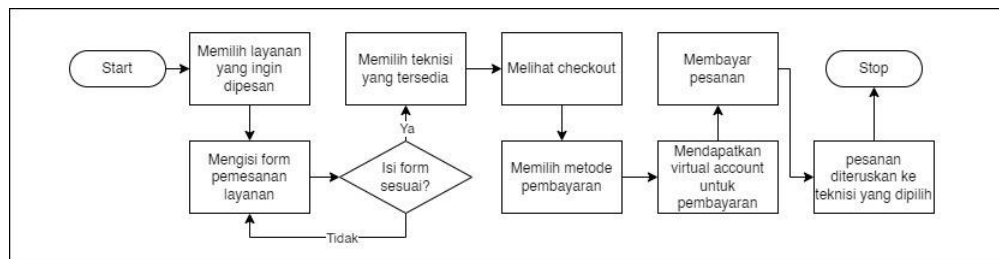 Start
Memilih layanan
yang ingin
dipesan
Mengisi form
pemesanan
layanan
Isi form
sesuai?
Tidak
Ya
Memilih teknisi
yang tersedia
Melihat checkout
Memilih metode
pembayaran
Mendapatkan
virtual account
untuk
pembayaran
Membayar
pesanan
pesanan
diteruskan ke
teknisi yang dipilih
Stop